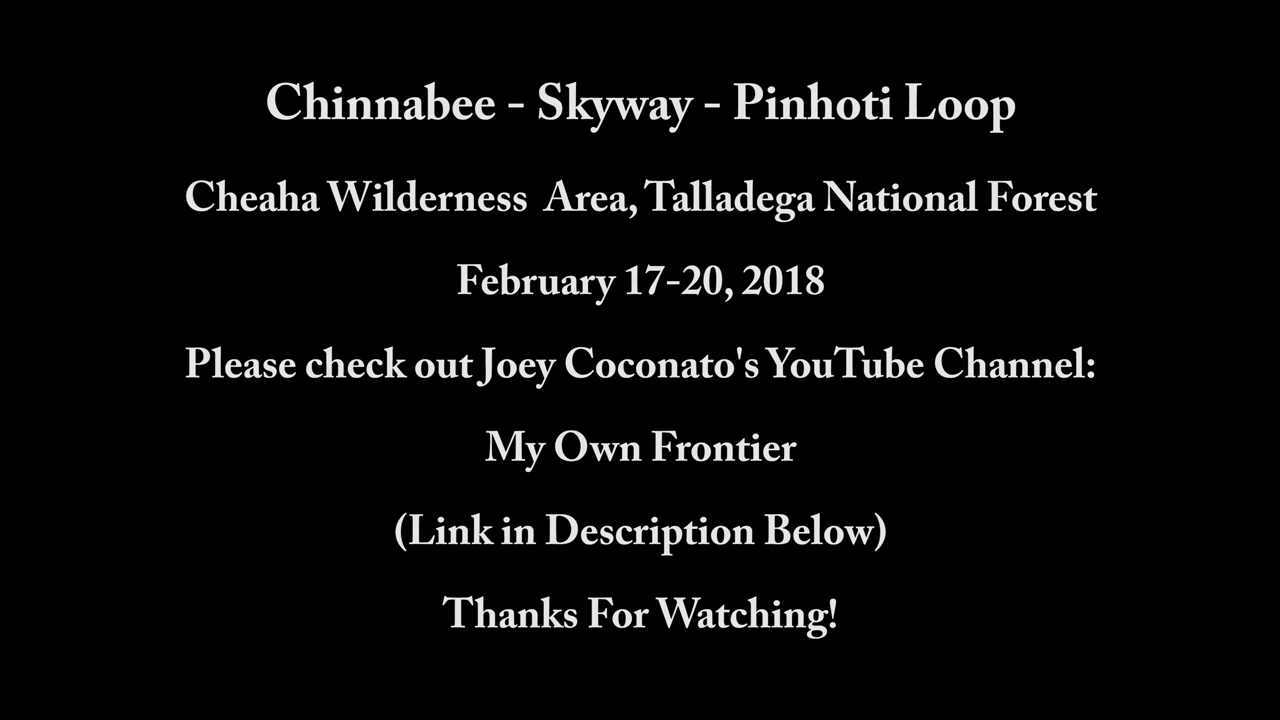 Chinnabee - Skyway - Pinhoti Loop
Cheaha Wilderness  Area, Talladega National Forest
February 17-20, 2018
Please check out Joey Coconato's YouTube Channel:
My Own Frontier
(Link in Description Below)
Thanks For Watching!